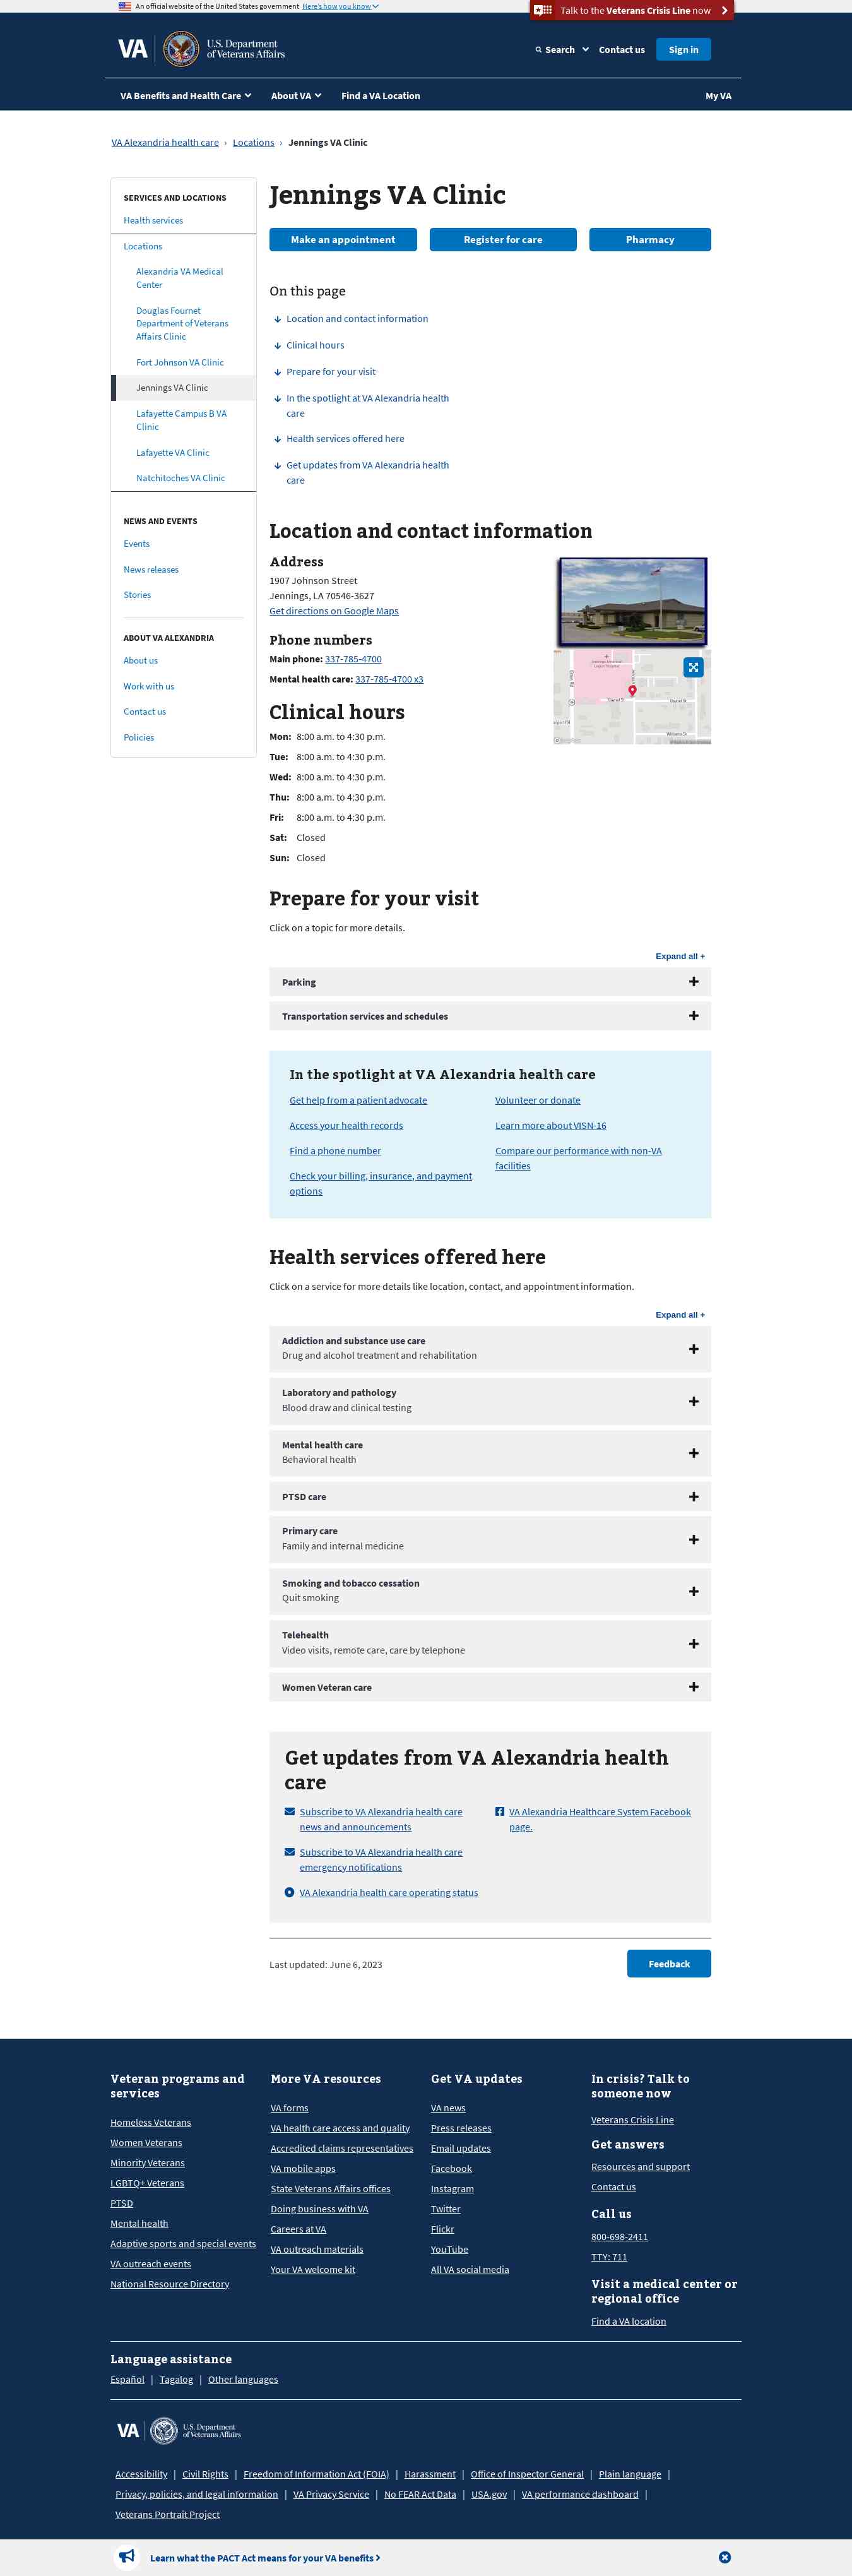 An official website of the United States government. Here's how you know
Talk to the Veterans Crisis Line now
VA
U.S. Department
of Veterans Affairs
Search
Contact us
Sign in
VA Benefits and Health Care
About VA
Find a VA Location
My VA
VA Alexandria health care › Locations › Jennings VA Clinic
SERVICES AND LOCATIONS
Health services
Locations
Alexandria VA Medical
Center
Douglas Fournet
Department of Veterans
Affairs Clinic
Fort Johnson VA Clinic
Jennings VA Clinic
Lafayette Campus B VA
Clinic
Lafayette VA Clinic
Natchitoches VA Clinic
NEWS AND EVENTS
Events
News releases
Stories
ABOUT VA ALEXANDRIA
About us
Work with us
Contact us
Policies
Jennings VA Clinic
Make an appointment
Register for care
Pharmacy
On this page
Location and contact information
Clinical hours
Prepare for your visit
In the spotlight at VA Alexandria health
care
Health services offered here
Get updates from VA Alexandria health
care
Location and contact information
Address
1907 Johnson Street
Jennings, LA 70546-3627
Get directions on Google Maps
Phone numbers
Main phone: 337-785-4700
Mental health care: 337-785-4700 x3
Clinical hours
Mon: 8:00 a.m. to 4:30 p.m.
Tue: 8:00 a.m. to 4:30 p.m.
Wed: 8:00 a.m. to 4:30 p.m.
Thu: 8:00 a.m. to 4:30 p.m.
Fri: 8:00 a.m. to 4:30 p.m.
Sat: Closed
Sun: Closed
Prepare for your visit
Click on a topic for more details.
Expand all +
Parking
Transportation services and schedules
In the spotlight at VA Alexandria health care
Get help from a patient advocate
Access your health records
Find a phone number
Check your billing, insurance, and payment
options
Volunteer or donate
Learn more about VISN-16
Compare our performance with non-VA
facilities
Health services offered here
Click on a service for more details like location, contact, and appointment information.
Expand all +
Addiction and substance use care
Drug and alcohol treatment and rehabilitation
Laboratory and pathology
Blood draw and clinical testing
Mental health care
Behavioral health
PTSD care
Primary care
Family and internal medicine
Smoking and tobacco cessation
Quit smoking
Telehealth
Video visits, remote care, care by telephone
Women Veteran care
Get updates from VA Alexandria health
care
Subscribe to VA Alexandria health care
news and announcements
Subscribe to VA Alexandria health care
emergency notifications
VA Alexandria health care operating status
VA Alexandria Healthcare System Facebook
page.
Last updated: June 6, 2023
Feedback
Veteran programs and
services
Homeless Veterans
Women Veterans
Minority Veterans
LGBTQ+ Veterans
PTSD
Mental health
Adaptive sports and special events
VA outreach events
National Resource Directory
More VA resources
VA forms
VA health care access and quality
Accredited claims representatives
VA mobile apps
State Veterans Affairs offices
Doing business with VA
Careers at VA
VA outreach materials
Your VA welcome kit
Get VA updates
VA news
Press releases
Email updates
Facebook
Instagram
Twitter
Flickr
YouTube
All VA social media
In crisis? Talk to
someone now
Veterans Crisis Line
Get answers
Resources and support
Contact us
Call us
800-698-2411
TTY: 711
Visit a medical center or
regional office
Find a VA location
Language assistance
Español | Tagalog | Other languages
VA
U.S. Department
of Veterans Affairs
Accessibility | Civil Rights | Freedom of Information Act (FOIA) | Harassment | Office of Inspector General | Plain language |
Privacy, policies, and legal information | VA Privacy Service | No FEAR Act Data | USA.gov | VA performance dashboard |
Veterans Portrait Project
Learn what the PACT Act means for your VA benefits